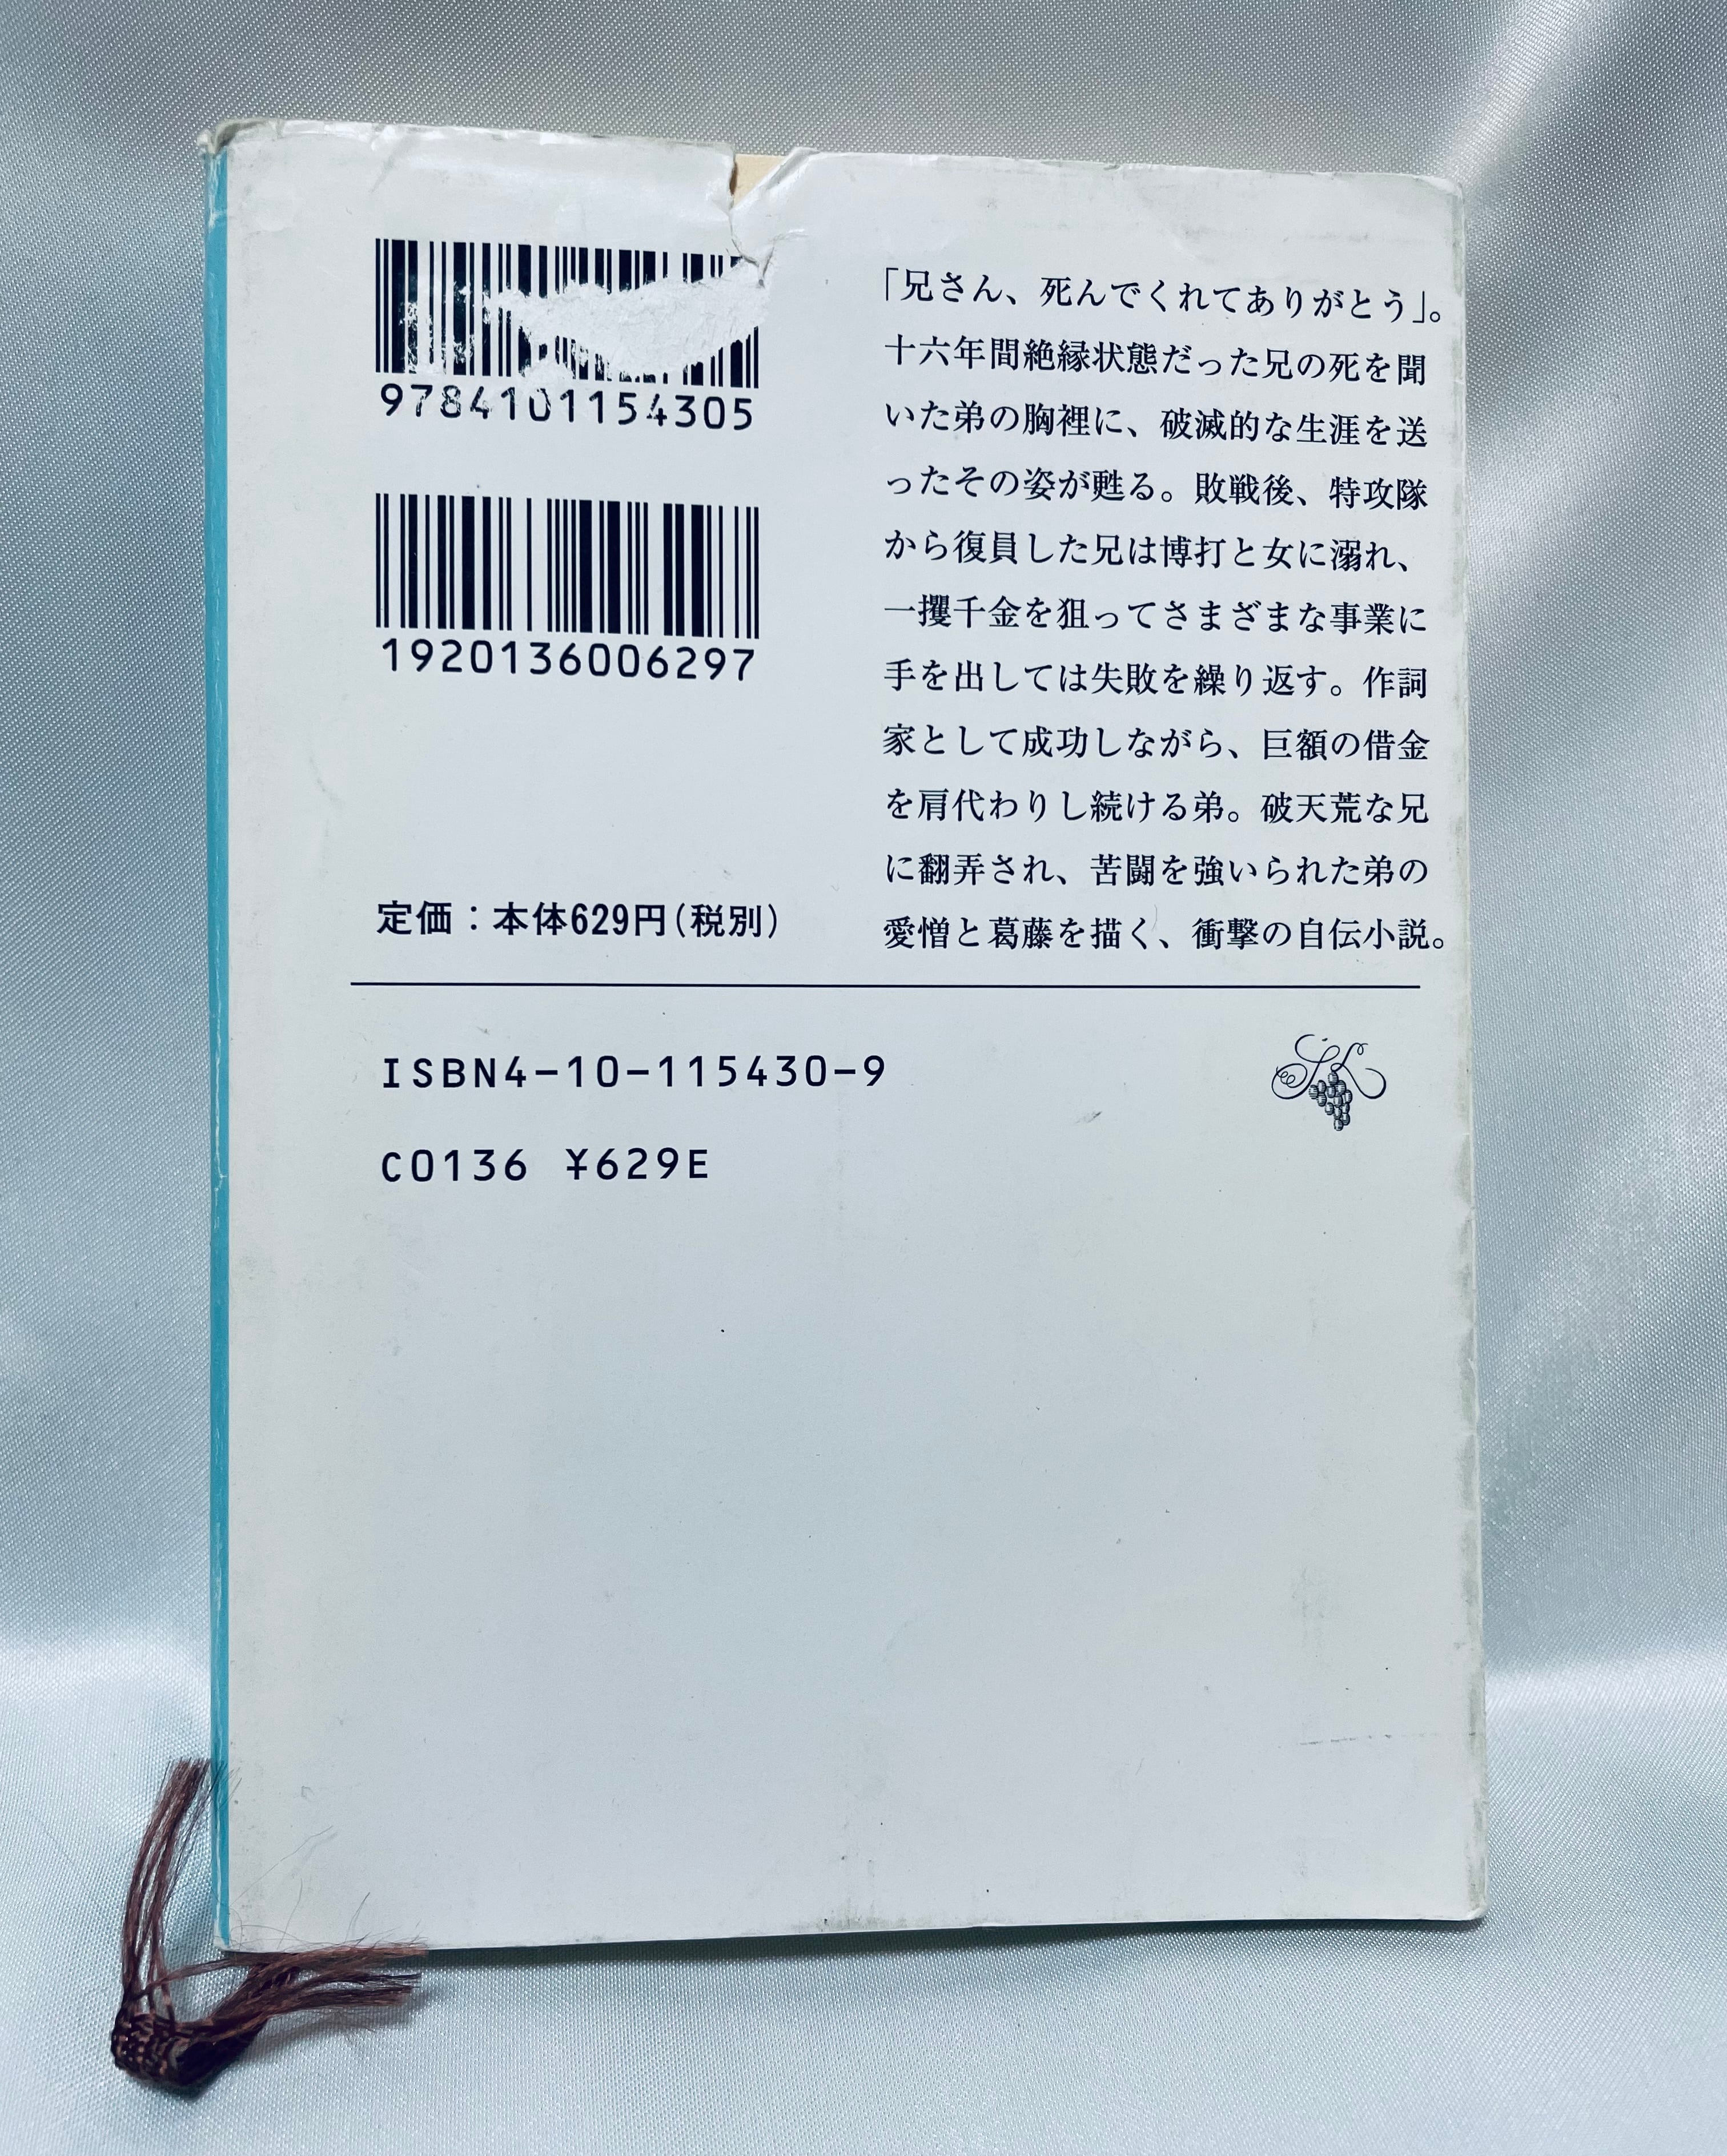 9784101154305
1920136006297
定価：本体629円（税別）
「兄さん、死んでくれてありがとう」。
十六年間絶縁状態だった兄の死を聞
いた弟の胸裡に、破滅的な生涯を送
ったその姿が甦る。敗戦後、特攻隊
から復員した兄は博打と女に溺れ、
一攫千金を狙ってさまざまな事業に
手を出しては失敗を繰り返す。作詞
家として成功しながら、巨額の借金
を肩代わりし続ける弟。破天荒な兄
に翻弄され、苦闘を強いられた弟の
愛憎と葛藤を描く、衝撃の自伝小説。
ISBN4-10-115430-9
C0136 ¥629E
SK